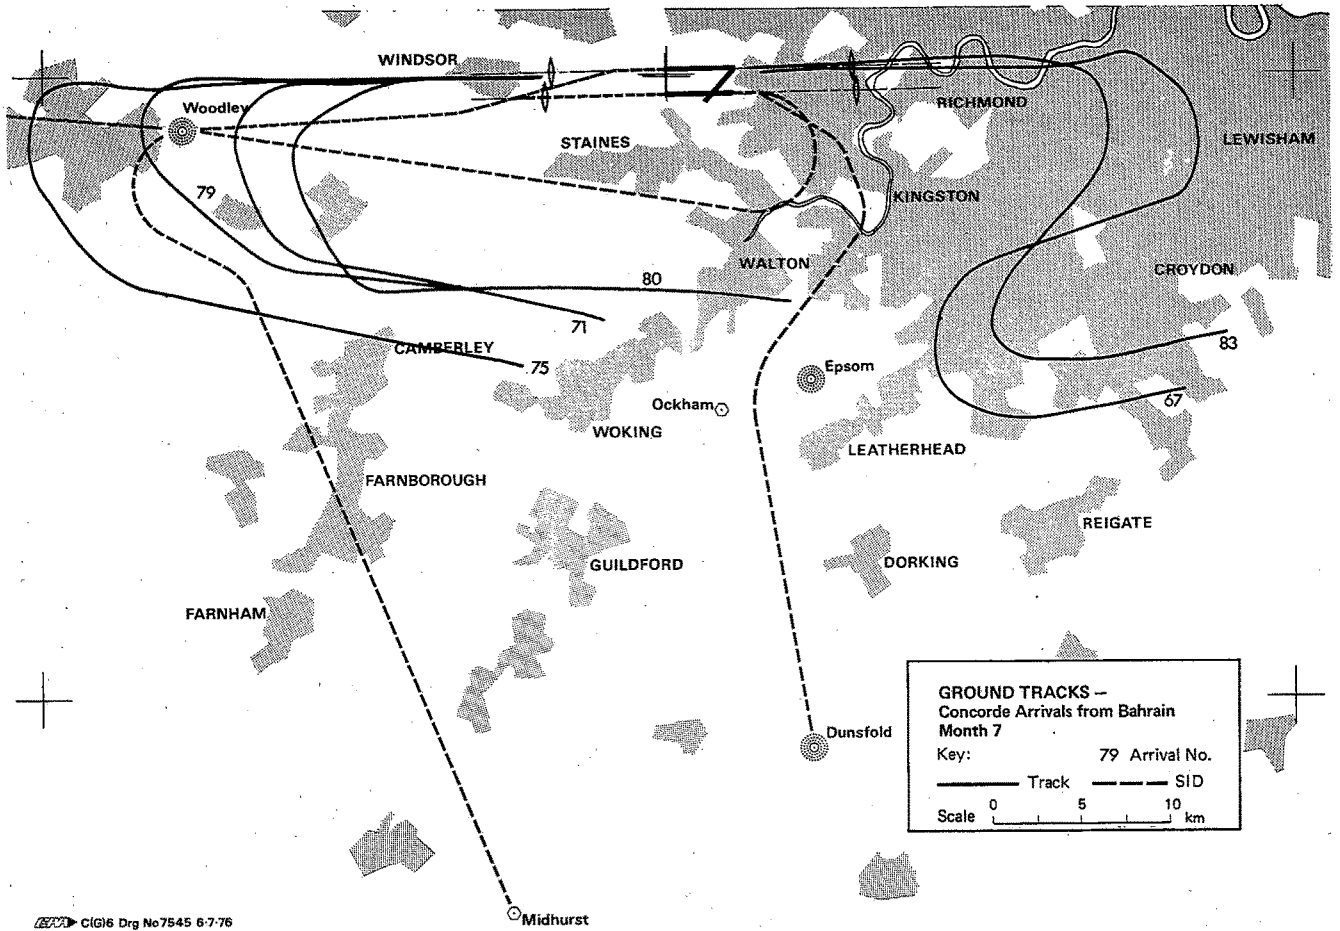 WINDSOR
Woodley
RICHMOND
STAINES
LEWISHAM
79
KINGSTON
WALTON
CROYDON
80
71
83
CAMBERLEY
75
Epsom
67
Ockham
WOKING
LEATHERHEAD
FARNBOROUGH
REIGATE
GUILDFORD
DORKING
FARNHAM
GROUND TRACKS –
Concorde Arrivals from Bahrain
Month 7
Key: 79 Arrival No.
Track SID
Scale 0 5 10 km
Dunsfold
C(G)6 Drg No 7545 6·7·76
Midhurst